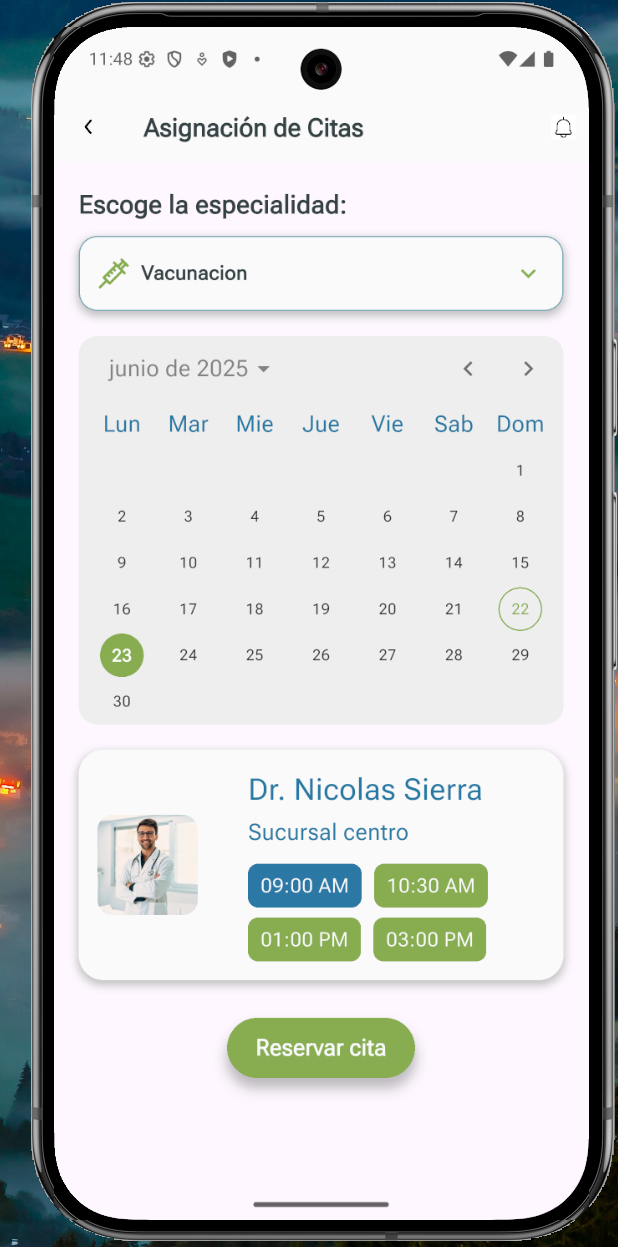 11:48
Asignación de Citas
Escoge la especialidad:
Vacunacion
junio de 2025
Lun Mar Mie Jue Vie Sab Dom
1
2 3 4 5 6 7 8
9 10 11 12 13 14 15
16 17 18 19 20 21 22
23 24 25 26 27 28 29
30
Dr. Nicolas Sierra
Sucursal centro
09:00 AM 10:30 AM
01:00 PM 03:00 PM
Reservar cita